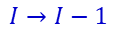 I → I − 1